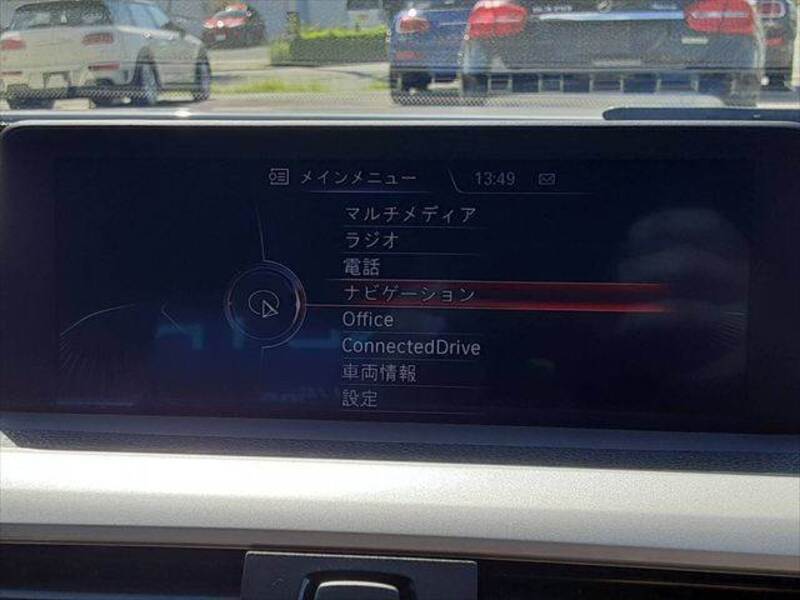 メインメニュー 13:49
マルチメディア
ラジオ
電話
ナビゲーション
Office
ConnectedDrive
車両情報
設定